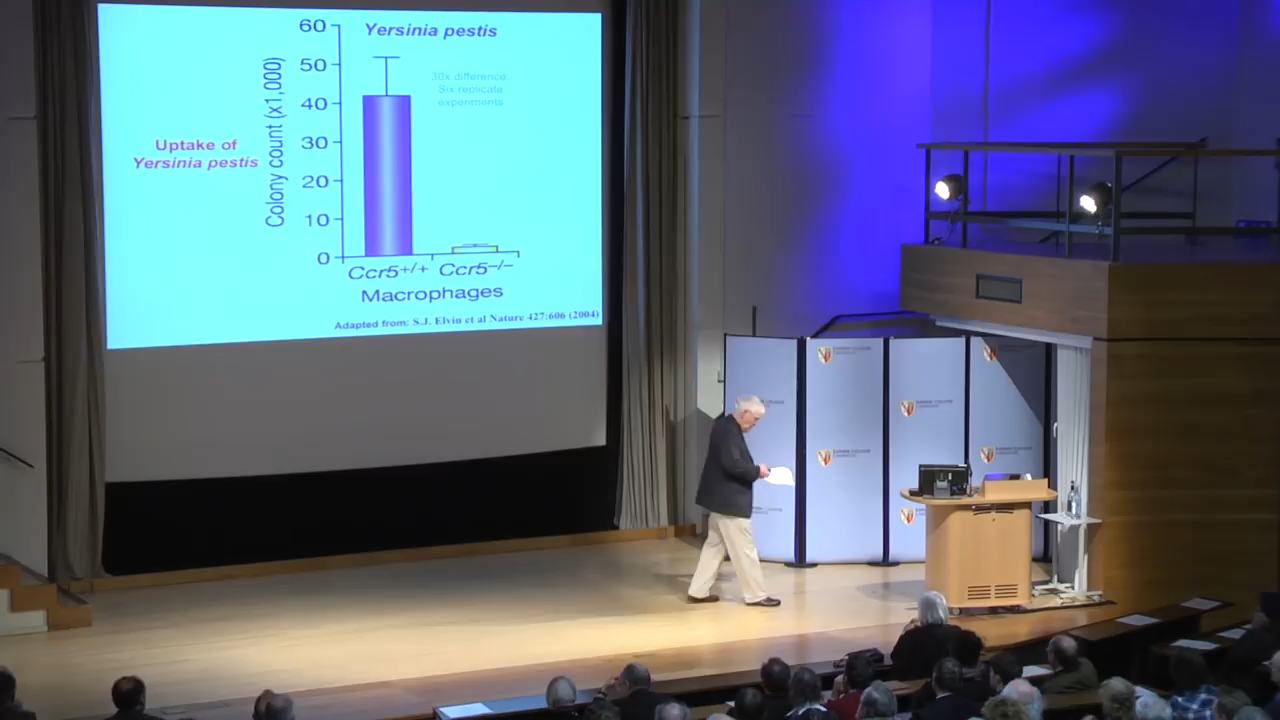 Yersinia pestis
60
50
40
30
20
10
0
Colony count (x1,000)
30x difference
Six replicate
experiments
Uptake of
Yersinia pestis
Ccr5+/+ Ccr5–/–
Macrophages
Adapted from: S.J. Elvin et al Nature 427:606 (2004)